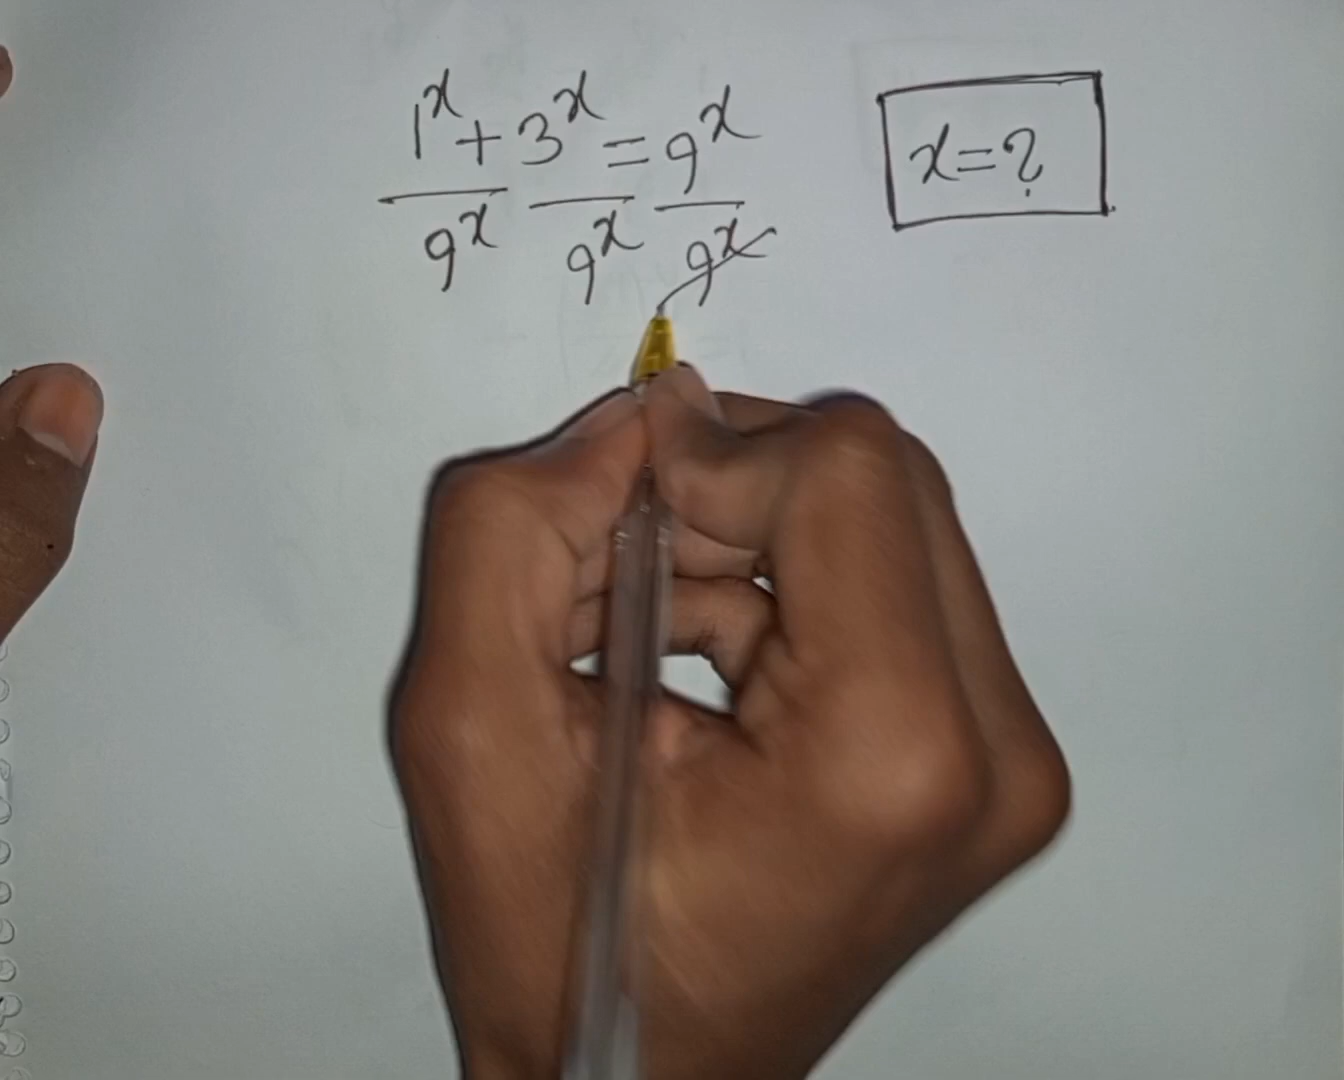 1^x + 3^x = 9^x
9^x 9^x 9^x
x = ?